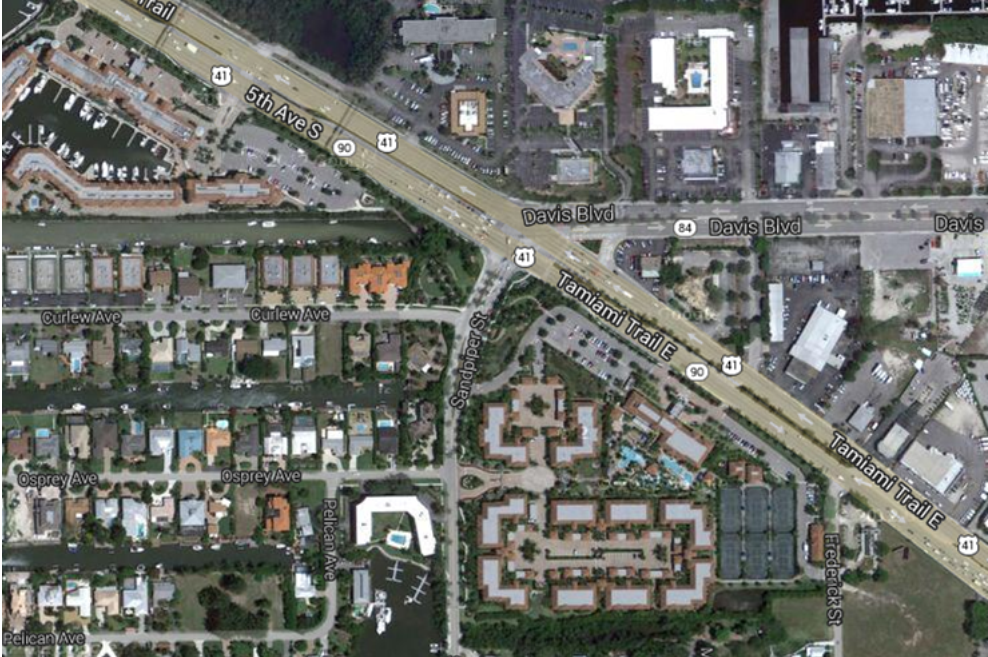 Trail
41
5th Ave S
90
41
Davis Blvd
84
Davis Blvd
Davis
41
Tamiami Trail E
Curlew Ave
Curlew Ave
Sandpiper St
90
41
Tamiami Trail E
Osprey Ave
Osprey Ave
Pelican Ave
Frederick St
41
Pelican Ave
M